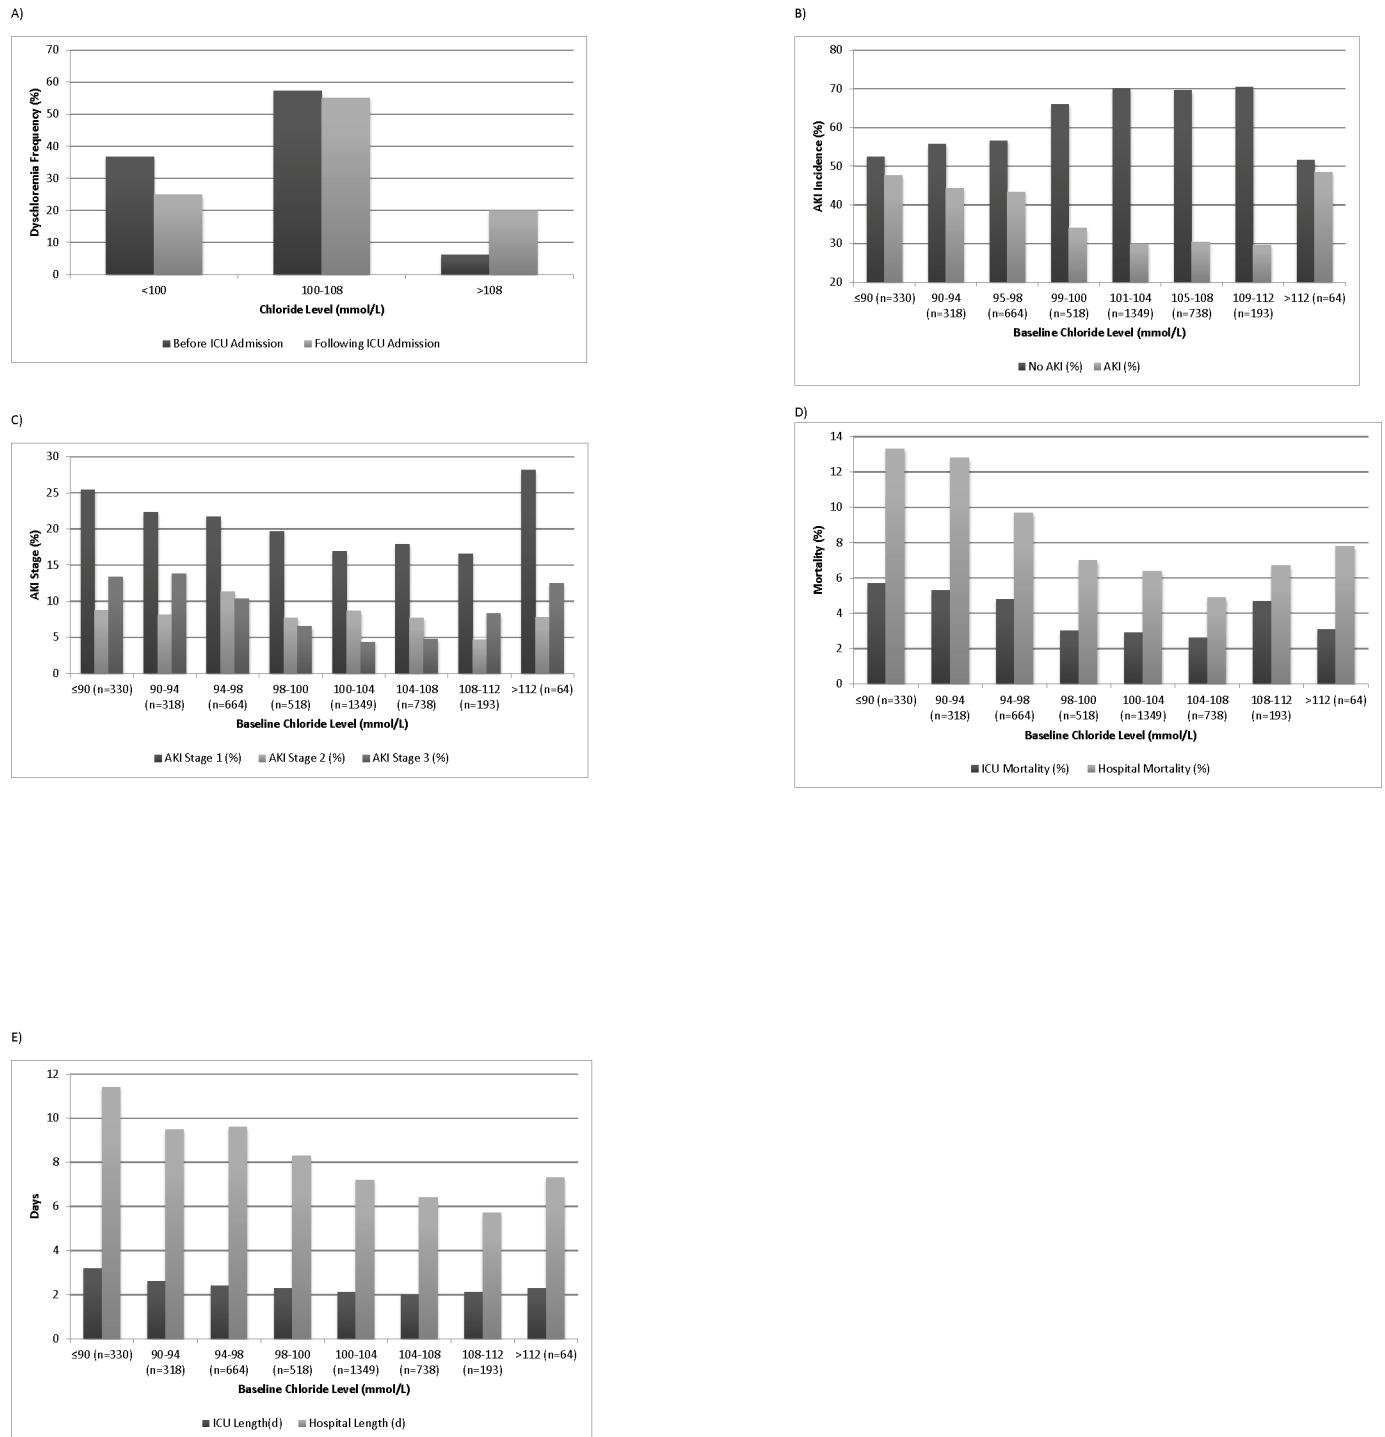 A)
70
60
50
40
30
20
10
0
Dyschloremia Frequency (%)
<100 100-108 >108
Chloride Level (mmol/L)
Before ICU Admission Following ICU Admission
B)
80
70
60
50
40
30
20
AKI Incidence (%)
≤90 (n=330) 90-94 95-98 99-100 101-104 105-108 109-112 >112 (n=64)
(n=318) (n=664) (n=518) (n=1349) (n=738) (n=193)
Baseline Chloride Level (mmol/L)
No AKI (%) AKI (%)
C)
30
25
20
15
10
5
0
AKI Stage (%)
≤90 (n=330) 90-94 94-98 98-100 100-104 104-108 108-112 >112 (n=64)
(n=318) (n=664) (n=518) (n=1349) (n=738) (n=193)
Baseline Chloride Level (mmol/L)
AKI Stage 1 (%) AKI Stage 2 (%) AKI Stage 3 (%)
D)
14
12
10
8
6
4
2
0
Mortality (%)
≤90 (n=330) 90-94 94-98 98-100 100-104 104-108 108-112 >112 (n=64)
(n=318) (n=664) (n=518) (n=1349) (n=738) (n=193)
Baseline Chloride Level (mmol/L)
ICU Mortality (%) Hospital Mortality (%)
E)
12
10
8
6
4
2
0
Days
≤90 (n=330) 90-94 94-98 98-100 100-104 104-108 108-112 >112 (n=64)
(n=318) (n=664) (n=518) (n=1349) (n=738) (n=193)
Baseline Chloride Level (mmol/L)
ICU Length(d) Hospital Length (d)